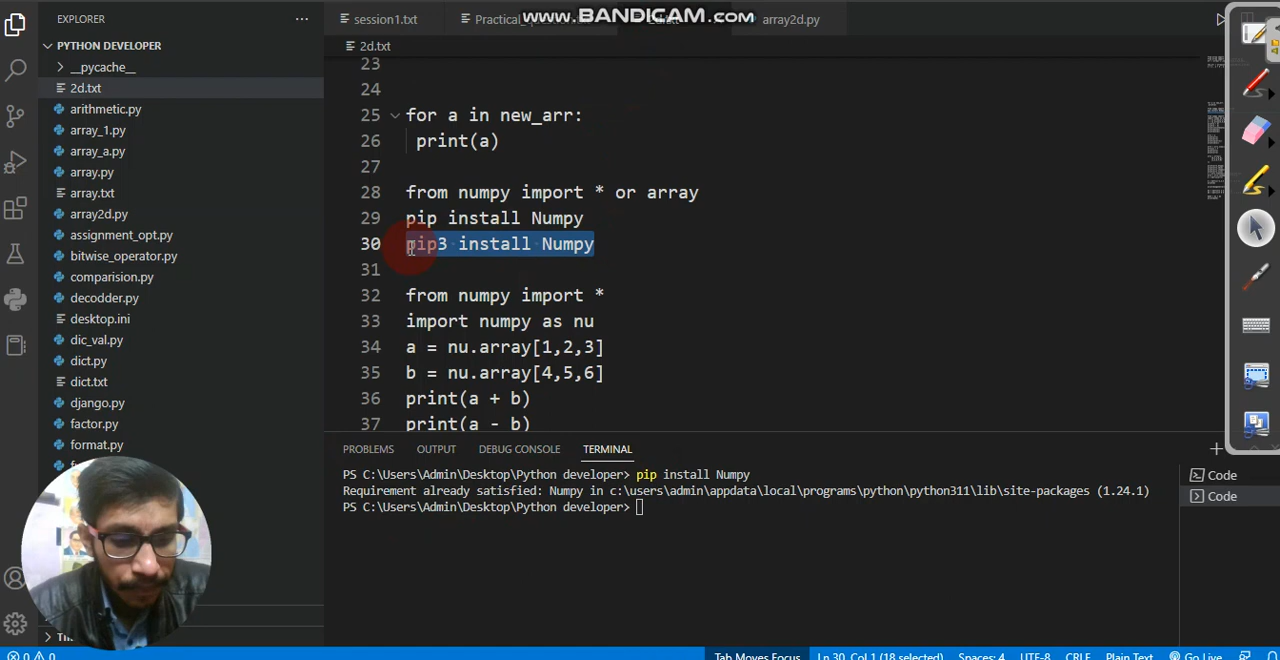 EXPLORER
session1.txt
Practical_
www.BANDICAM.com
array2d.py
PYTHON DEVELOPER
2d.txt
__pycache__
2d.txt
arithmetic.py
array_1.py
array_a.py
array.py
array.txt
array2d.py
assignment_opt.py
bitwise_operator.py
comparision.py
decodder.py
desktop.ini
dic_val.py
dict.py
dict.txt
django.py
factor.py
format.py
23
24
25 for a in new_arr:
26 print(a)
27
28 from numpy import * or array
29 pip install Numpy
30 pip3 install Numpy
31
32 from numpy import *
33 import numpy as nu
34 a = nu.array[1,2,3]
35 b = nu.array[4,5,6]
36 print(a + b)
37 print(a - b)
PROBLEMS OUTPUT DEBUG CONSOLE TERMINAL
PS C:\Users\Admin\Desktop\Python developer> pip install Numpy
Requirement already satisfied: Numpy in c:\users\admin\appdata\local\programs\python\python311\lib\site-packages (1.24.1)
PS C:\Users\Admin\Desktop\Python developer>
Code
Code
0 0
Tab Moves Focus Ln 30, Col 1 (18 selected) Spaces: 4 UTF-8 CRLF Plain Text Go Live